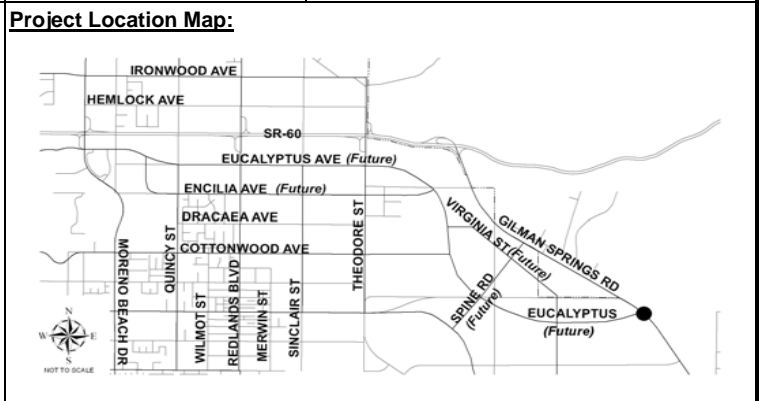 Project Location Map:
IRONWOOD AVE
HEMLOCK AVE
SR-60
EUCALYPTUS AVE (Future)
ENCILIA AVE (Future)
DRACAEA AVE
COTTONWOOD AVE
MORENO BEACH DR
QUINCY ST
WILMOT ST
REDLANDS BLVD
MERWIN ST
SINCLAIR ST
THEODORE ST
VIRGINIA ST (Future)
GILMAN SPRINGS RD
SPINE RD
(Future)
EUCALYPTUS
(Future)
N
W
E
S
NOT TO SCALE